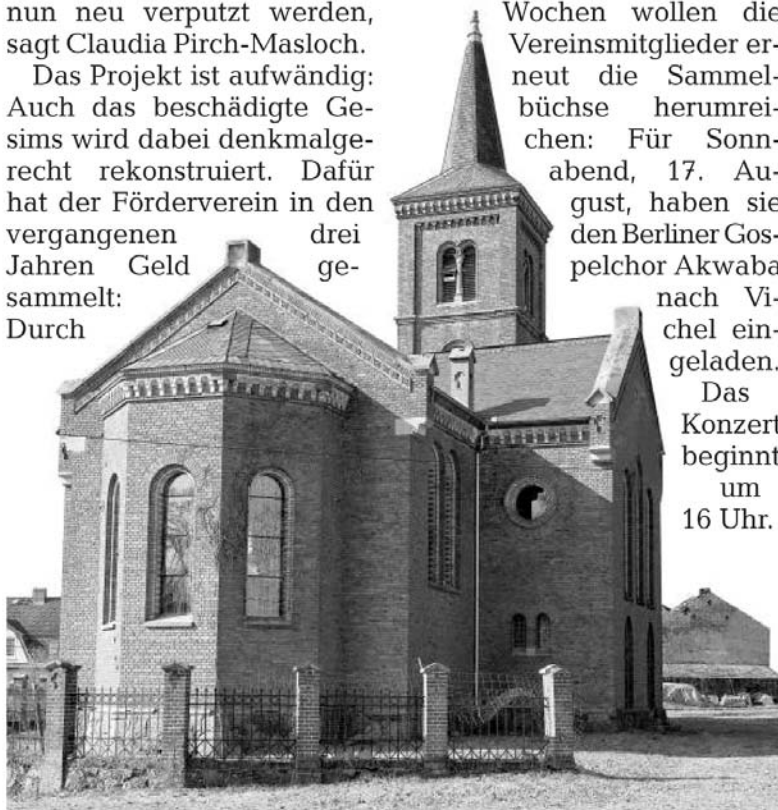 nun neu verputzt werden,
sagt Claudia Pirch-Masloch.
Das Projekt ist aufwändig:
Auch das beschädigte Ge-
sims wird dabei denkmalge-
recht rekonstruiert. Dafür
hat der Förderverein in den
vergangenen drei
Jahren Geld ge-
sammelt:
Durch
Wochen wollen die
Vereinsmitglieder er-
neut die Sammel-
büchse herumrei-
chen: Für Sonn-
abend, 17. Au-
gust, haben sie
den Berliner Gos-
pelchor Akwaba
nach Vi-
chel ein-
geladen.
Das
Konzert
beginnt
um
16 Uhr.